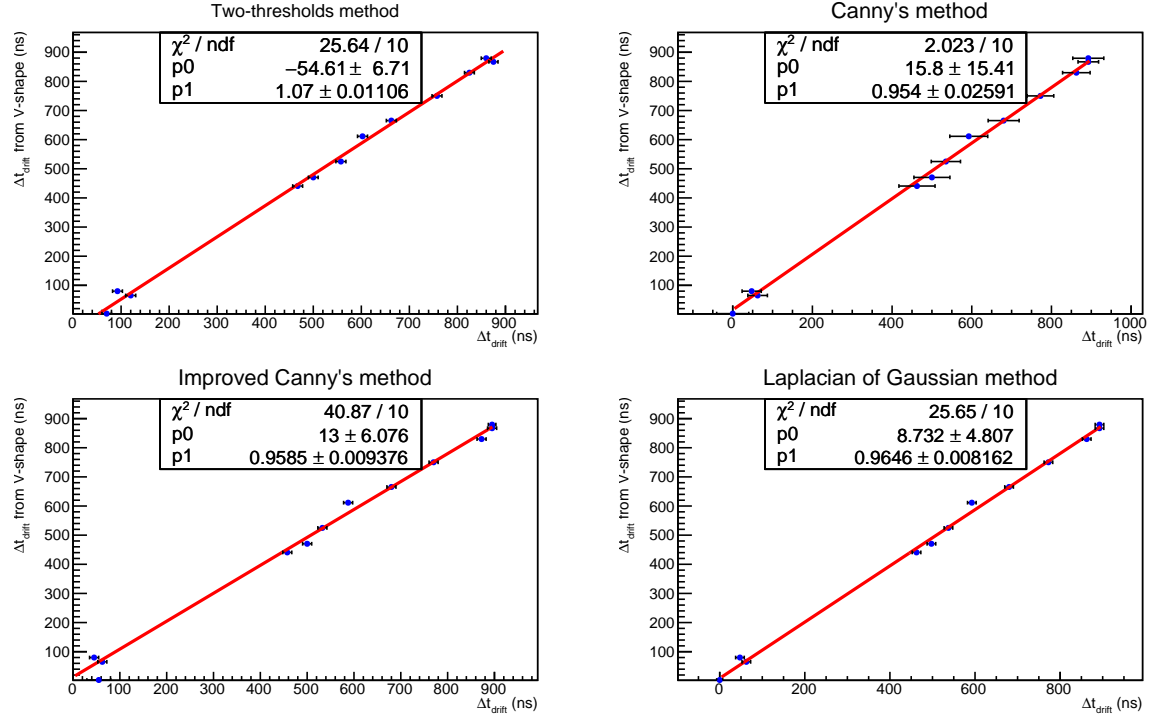 Two-thresholds method
χ² / ndf 25.64 / 10
p0 −54.61 ± 6.71
p1 1.07 ± 0.01106
Δt_drift from V-shape (ns)
900
800
700
600
500
400
300
200
100
0 100 200 300 400 500 600 700 800 900
Δt_drift (ns)
Canny's method
χ² / ndf 2.023 / 10
p0 15.8 ± 15.41
p1 0.954 ± 0.02591
Δt_drift from V-shape (ns)
900
800
700
600
500
400
300
200
100
0 200 400 600 800 1000
Δt_drift (ns)
Improved Canny's method
χ² / ndf 40.87 / 10
p0 13 ± 6.076
p1 0.9585 ± 0.009376
Δt_drift from V-shape (ns)
900
800
700
600
500
400
300
200
100
0 100 200 300 400 500 600 700 800 900
Δt_drift (ns)
Laplacian of Gaussian method
χ² / ndf 25.65 / 10
p0 8.732 ± 4.807
p1 0.9646 ± 0.008162
Δt_drift from V-shape (ns)
900
800
700
600
500
400
300
200
100
0 200 400 600 800
Δt_drift (ns)